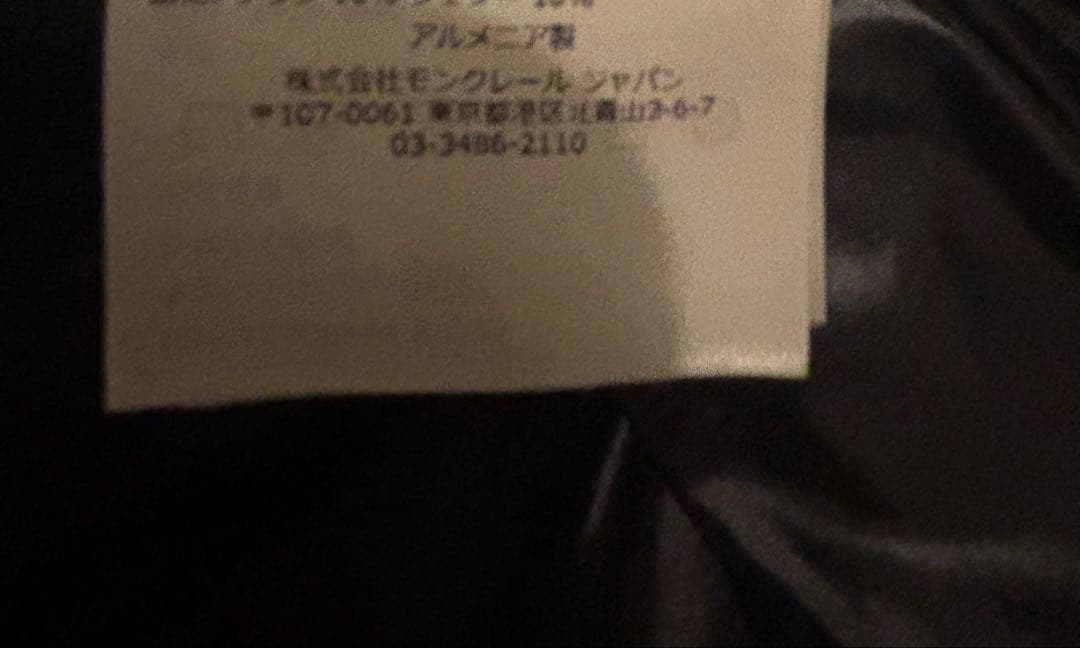 10%
アルメニア製
株式会社モンクレール ジャパン
〒107-0061 東京都港区北青山3-6-7
03-3486-2110